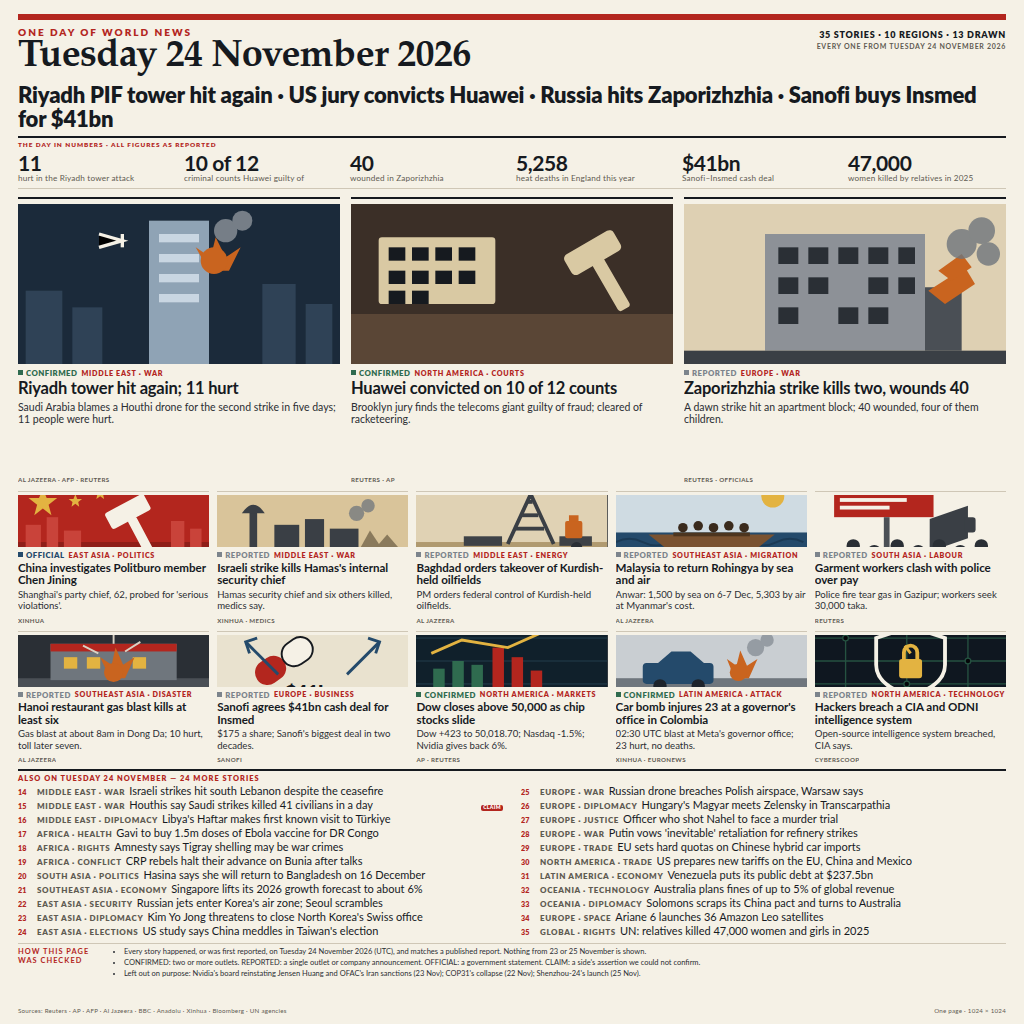 ONE DAY OF WORLD NEWS
Tuesday 24 November 2026
35 STORIES · 10 REGIONS · 13 DRAWN
EVERY ONE FROM TUESDAY 24 NOVEMBER 2026
Riyadh PIF tower hit again · US jury convicts Huawei · Russia hits Zaporizhzhia · Sanofi buys Insmed
for $41bn
THE DAY IN NUMBERS · ALL FIGURES AS REPORTED
11
hurt in the Riyadh tower attack
10 of 12
criminal counts Huawei guilty of
40
wounded in Zaporizhzhia
5,258
heat deaths in England this year
$41bn
Sanofi–Insmed cash deal
47,000
women killed by relatives in 2025
CONFIRMED MIDDLE EAST · WAR
Riyadh tower hit again; 11 hurt
Saudi Arabia blames a Houthi drone for the second strike in five days;
11 people were hurt.
AL JAZEERA · AFP · REUTERS
CONFIRMED NORTH AMERICA · COURTS
Huawei convicted on 10 of 12 counts
Brooklyn jury finds the telecoms giant guilty of fraud; cleared of
racketeering.
REUTERS · AP
REPORTED EUROPE · WAR
Zaporizhzhia strike kills two, wounds 40
A dawn strike hit an apartment block; 40 wounded, four of them
children.
REUTERS · OFFICIALS
OFFICIAL EAST ASIA · POLITICS
China investigates Politburo member
Chen Jining
Shanghai's party chief, 62, probed for 'serious
violations'.
XINHUA
REPORTED MIDDLE EAST · WAR
Israeli strike kills Hamas's internal
security chief
Hamas security chief and six others killed,
medics say.
XINHUA · MEDICS
REPORTED MIDDLE EAST · ENERGY
Baghdad orders takeover of Kurdish-
held oilfields
PM orders federal control of Kurdish-held
oilfields.
AL JAZEERA
REPORTED SOUTHEAST ASIA · MIGRATION
Malaysia to return Rohingya by sea
and air
Anwar: 1,500 by sea on 6-7 Dec, 5,303 by air
at Myanmar's cost.
AL JAZEERA
REPORTED SOUTH ASIA · LABOUR
Garment workers clash with police
over pay
Police fire tear gas in Gazipur; workers seek
30,000 taka.
REUTERS
REPORTED SOUTHEAST ASIA · DISASTER
Hanoi restaurant gas blast kills at
least six
Gas blast at about 8am in Dong Da; 10 hurt,
toll later seven.
AL JAZEERA
REPORTED EUROPE · BUSINESS
Sanofi agrees $41bn cash deal for
Insmed
$175 a share; Sanofi's biggest deal in two
decades.
SANOFI
CONFIRMED NORTH AMERICA · MARKETS
Dow closes above 50,000 as chip
stocks slide
Dow +423 to 50,018.70; Nasdaq -1.5%;
Nvidia gives back 6%.
AP · REUTERS
CONFIRMED LATIN AMERICA · ATTACK
Car bomb injures 23 at a governor's
office in Colombia
02:30 UTC blast at Meta's governor office;
23 hurt, no deaths.
XINHUA · EURONEWS
REPORTED NORTH AMERICA · TECHNOLOGY
Hackers breach a CIA and ODNI
intelligence system
Open-source intelligence system breached,
CIA says.
CYBERSCOOP
ALSO ON TUESDAY 24 NOVEMBER — 24 MORE STORIES
14 MIDDLE EAST · WAR Israeli strikes hit south Lebanon despite the ceasefire
15 MIDDLE EAST · WAR Houthis say Saudi strikes killed 41 civilians in a day CLAIM
16 MIDDLE EAST · DIPLOMACY Libya's Haftar makes first known visit to Türkiye
17 AFRICA · HEALTH Gavi to buy 1.5m doses of Ebola vaccine for DR Congo
18 AFRICA · RIGHTS Amnesty says Tigray shelling may be war crimes
19 AFRICA · CONFLICT CRP rebels halt their advance on Bunia after talks
20 SOUTH ASIA · POLITICS Hasina says she will return to Bangladesh on 16 December
21 SOUTHEAST ASIA · ECONOMY Singapore lifts its 2026 growth forecast to about 6%
22 EAST ASIA · SECURITY Russian jets enter Korea's air zone; Seoul scrambles
23 EAST ASIA · DIPLOMACY Kim Yo Jong threatens to close North Korea's Swiss office
24 EAST ASIA · ELECTIONS US study says China meddles in Taiwan's election
25 EUROPE · WAR Russian drone breaches Polish airspace, Warsaw says
26 EUROPE · DIPLOMACY Hungary's Magyar meets Zelensky in Transcarpathia
27 EUROPE · JUSTICE Officer who shot Nahel to face a murder trial
28 EUROPE · WAR Putin vows 'inevitable' retaliation for refinery strikes
29 EUROPE · TRADE EU sets hard quotas on Chinese hybrid car imports
30 NORTH AMERICA · TRADE US prepares new tariffs on the EU, China and Mexico
31 LATIN AMERICA · ECONOMY Venezuela puts its public debt at $237.5bn
32 OCEANIA · TECHNOLOGY Australia plans fines of up to 5% of global revenue
33 OCEANIA · DIPLOMACY Solomons scraps its China pact and turns to Australia
34 EUROPE · SPACE Ariane 6 launches 36 Amazon Leo satellites
35 GLOBAL · RIGHTS UN: relatives killed 47,000 women and girls in 2025
HOW THIS PAGE
WAS CHECKED
• Every story happened, or was first reported, on Tuesday 24 November 2026 (UTC), and matches a published report. Nothing from 23 or 25 November is shown.
• CONFIRMED: two or more outlets. REPORTED: a single outlet or company announcement. OFFICIAL: a government statement. CLAIM: a side's assertion we could not confirm.
• Left out on purpose: Nvidia's board reinstating Jensen Huang and OFAC's Iran sanctions (23 Nov); COP31's collapse (22 Nov); Shenzhou-24's launch (25 Nov).
Sources: Reuters · AP · AFP · Al Jazeera · BBC · Anadolu · Xinhua · Bloomberg · UN agencies
One page · 1024 × 1024